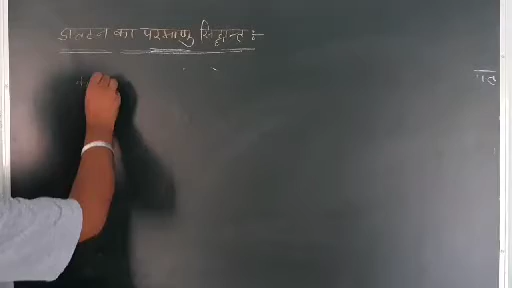 डाल्टन का परमाणु सिद्धान्त :-